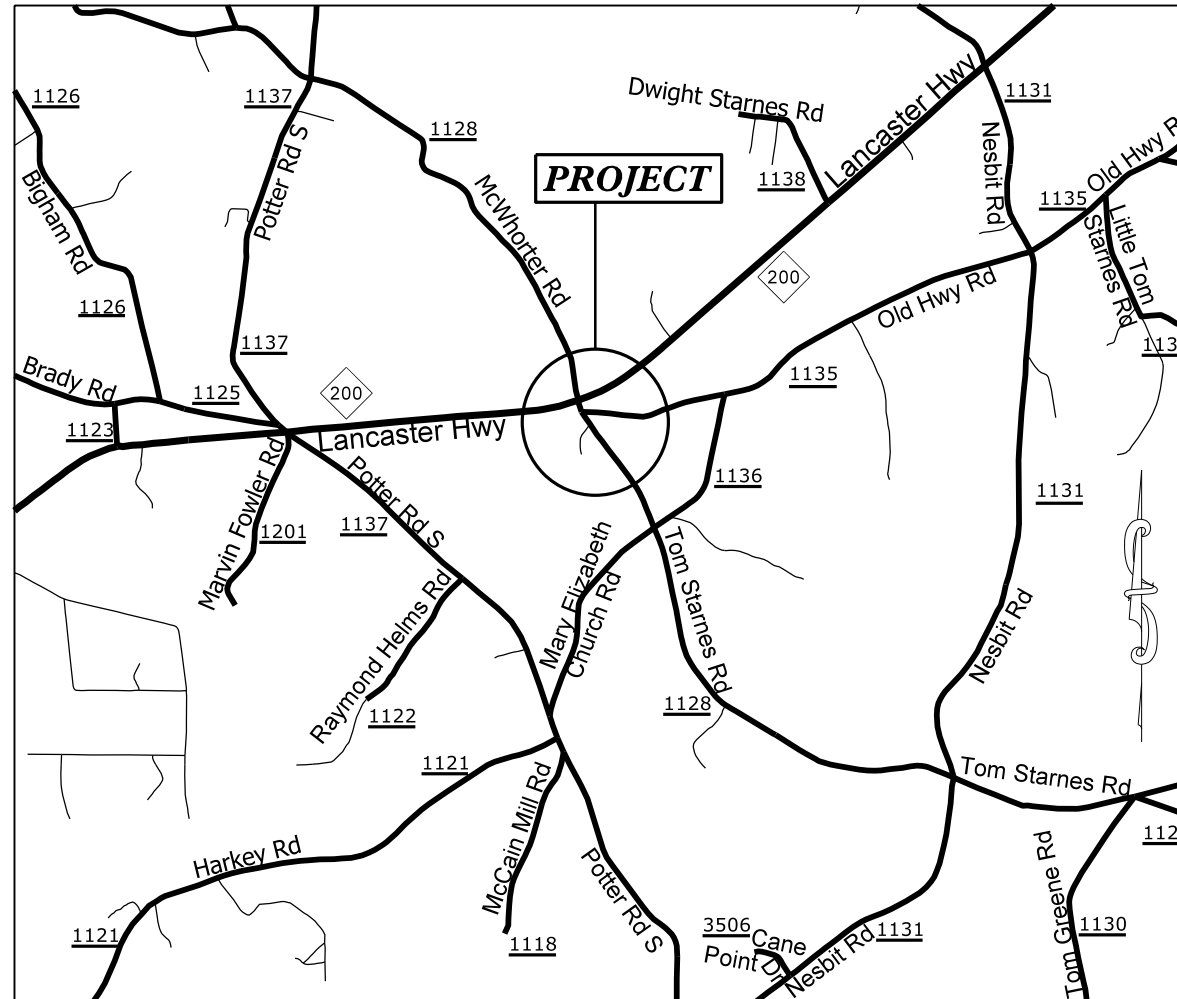 1126
1137
1128
Dwight Starnes Rd
Lancaster Hwy
1131
Potter Rd S
PROJECT
1138
Nesbit Rd
Old Hwy R
1135
Bigham Rd
McWhorter Rd
Little Tom
Starnes Rd
200
1126
Old Hwy Rd
1137
113
Brady Rd
1125
200
1135
1123
Lancaster Hwy
Marvin Fowler Rd
Potter Rd S
1136
1131
1137
1201
Mary Elizabeth
Church Rd
Tom Starnes Rd
Raymond Helms Rd
Nesbit Rd
1122
1128
1121
McCain Mill Rd
Tom Starnes Rd
112
Harkey Rd
Potter Rd S
Tom Greene Rd
1121
1118
3506
Cane
Point Dr
Nesbit Rd
1131
1130